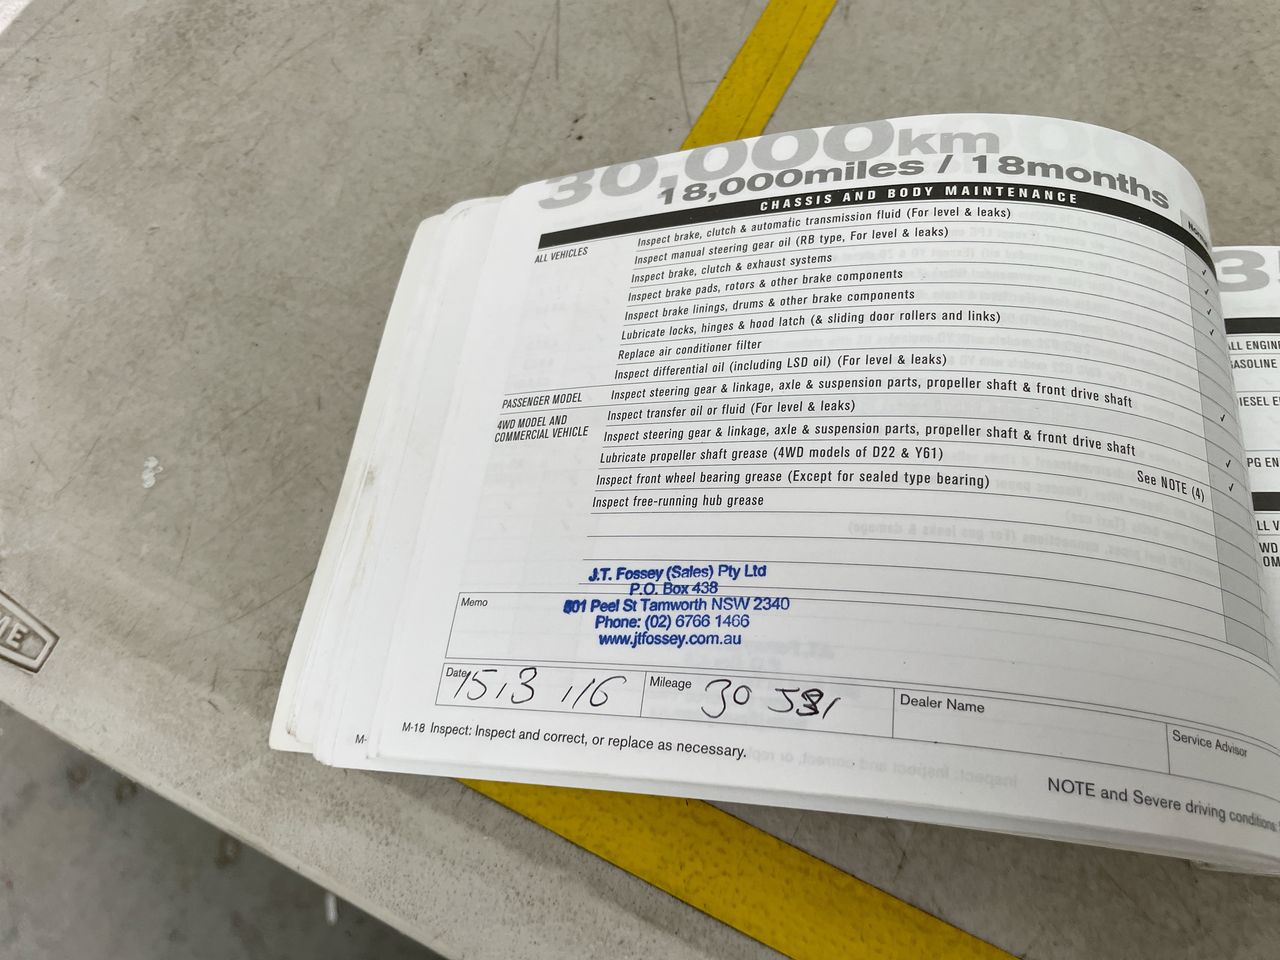 30,000km
18,000miles / 18months
CHASSIS AND BODY MAINTENANCE
ALL VEHICLES
Inspect brake, clutch & automatic transmission fluid (For level & leaks)
Inspect manual steering gear oil (RB type, For level & leaks)
Inspect brake, clutch & exhaust systems
Inspect brake pads, rotors & other brake components
Inspect brake linings, drums & other brake components
Lubricate locks, hinges & hood latch (& sliding door rollers and links)
Replace air conditioner filter
Inspect differential oil (including LSD oil) (For level & leaks)
PASSENGER MODEL
Inspect steering gear & linkage, axle & suspension parts, propeller shaft & front drive shaft
4WD MODEL AND
COMMERCIAL VEHICLE
Inspect transfer oil or fluid (For level & leaks)
Inspect steering gear & linkage, axle & suspension parts, propeller shaft & front drive shaft
Lubricate propeller shaft grease (4WD models of D22 & Y61)
Inspect front wheel bearing grease (Except for sealed type bearing) See NOTE (4)
Inspect free-running hub grease
J.T. Fossey (Sales) Pty Ltd
P.O. Box 438
Memo
Peel St Tamworth NSW 2340
Phone: (02) 6766 1466
www.jtfossey.com.au
Date 15/3/16
Mileage 30
Dealer Name
Service Advisor
M-18 Inspect: Inspect and correct, or replace as necessary.
NOTE and Severe driving conditions